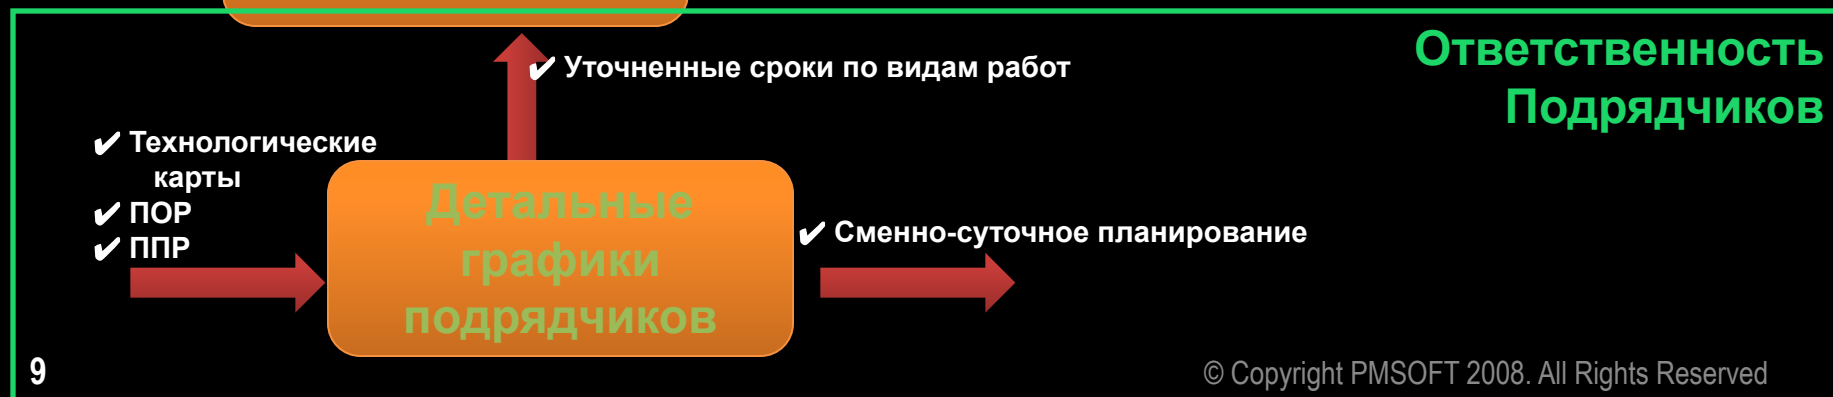 ✔ Уточненные сроки по видам работ
Ответственность
Подрядчиков
✔ Технологические
карты
✔ ПОР
✔ ППР
Детальные
графики
подрядчиков
✔ Сменно-суточное планирование
9
© Copyright PMSOFT 2008. All Rights Reserved